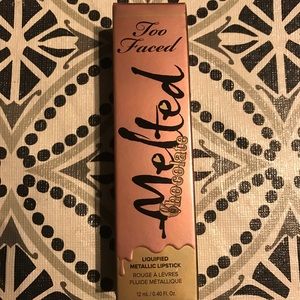 Too
Faced
Melted
Chocolate
LIQUIFIED
METALLIC LIPSTICK
ROUGE À LÈVRES
FLUIDE MÉTALLIQUE
12 mL / 0.40 Fl. Oz.